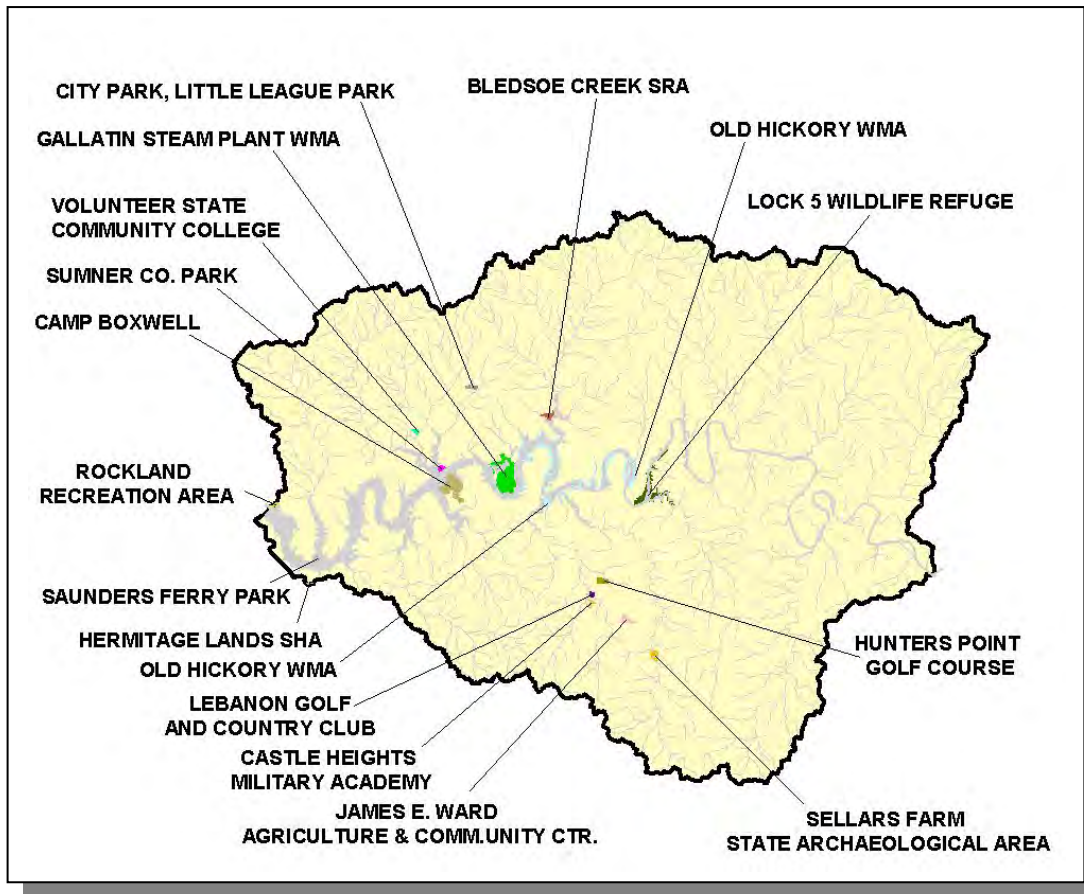 CITY PARK, LITTLE LEAGUE PARK
BLEDSOE CREEK SRA
GALLATIN STEAM PLANT WMA
OLD HICKORY WMA
VOLUNTEER STATE
COMMUNITY COLLEGE
LOCK 5 WILDLIFE REFUGE
SUMNER CO. PARK
CAMP BOXWELL
ROCKLAND
RECREATION AREA
SAUNDERS FERRY PARK
HERMITAGE LANDS SHA
OLD HICKORY WMA
HUNTERS POINT
GOLF COURSE
LEBANON GOLF
AND COUNTRY CLUB
CASTLE HEIGHTS
MILITARY ACADEMY
JAMES E. WARD
AGRICULTURE & COMM.UNITY CTR.
SELLARS FARM
STATE ARCHAEOLOGICAL AREA